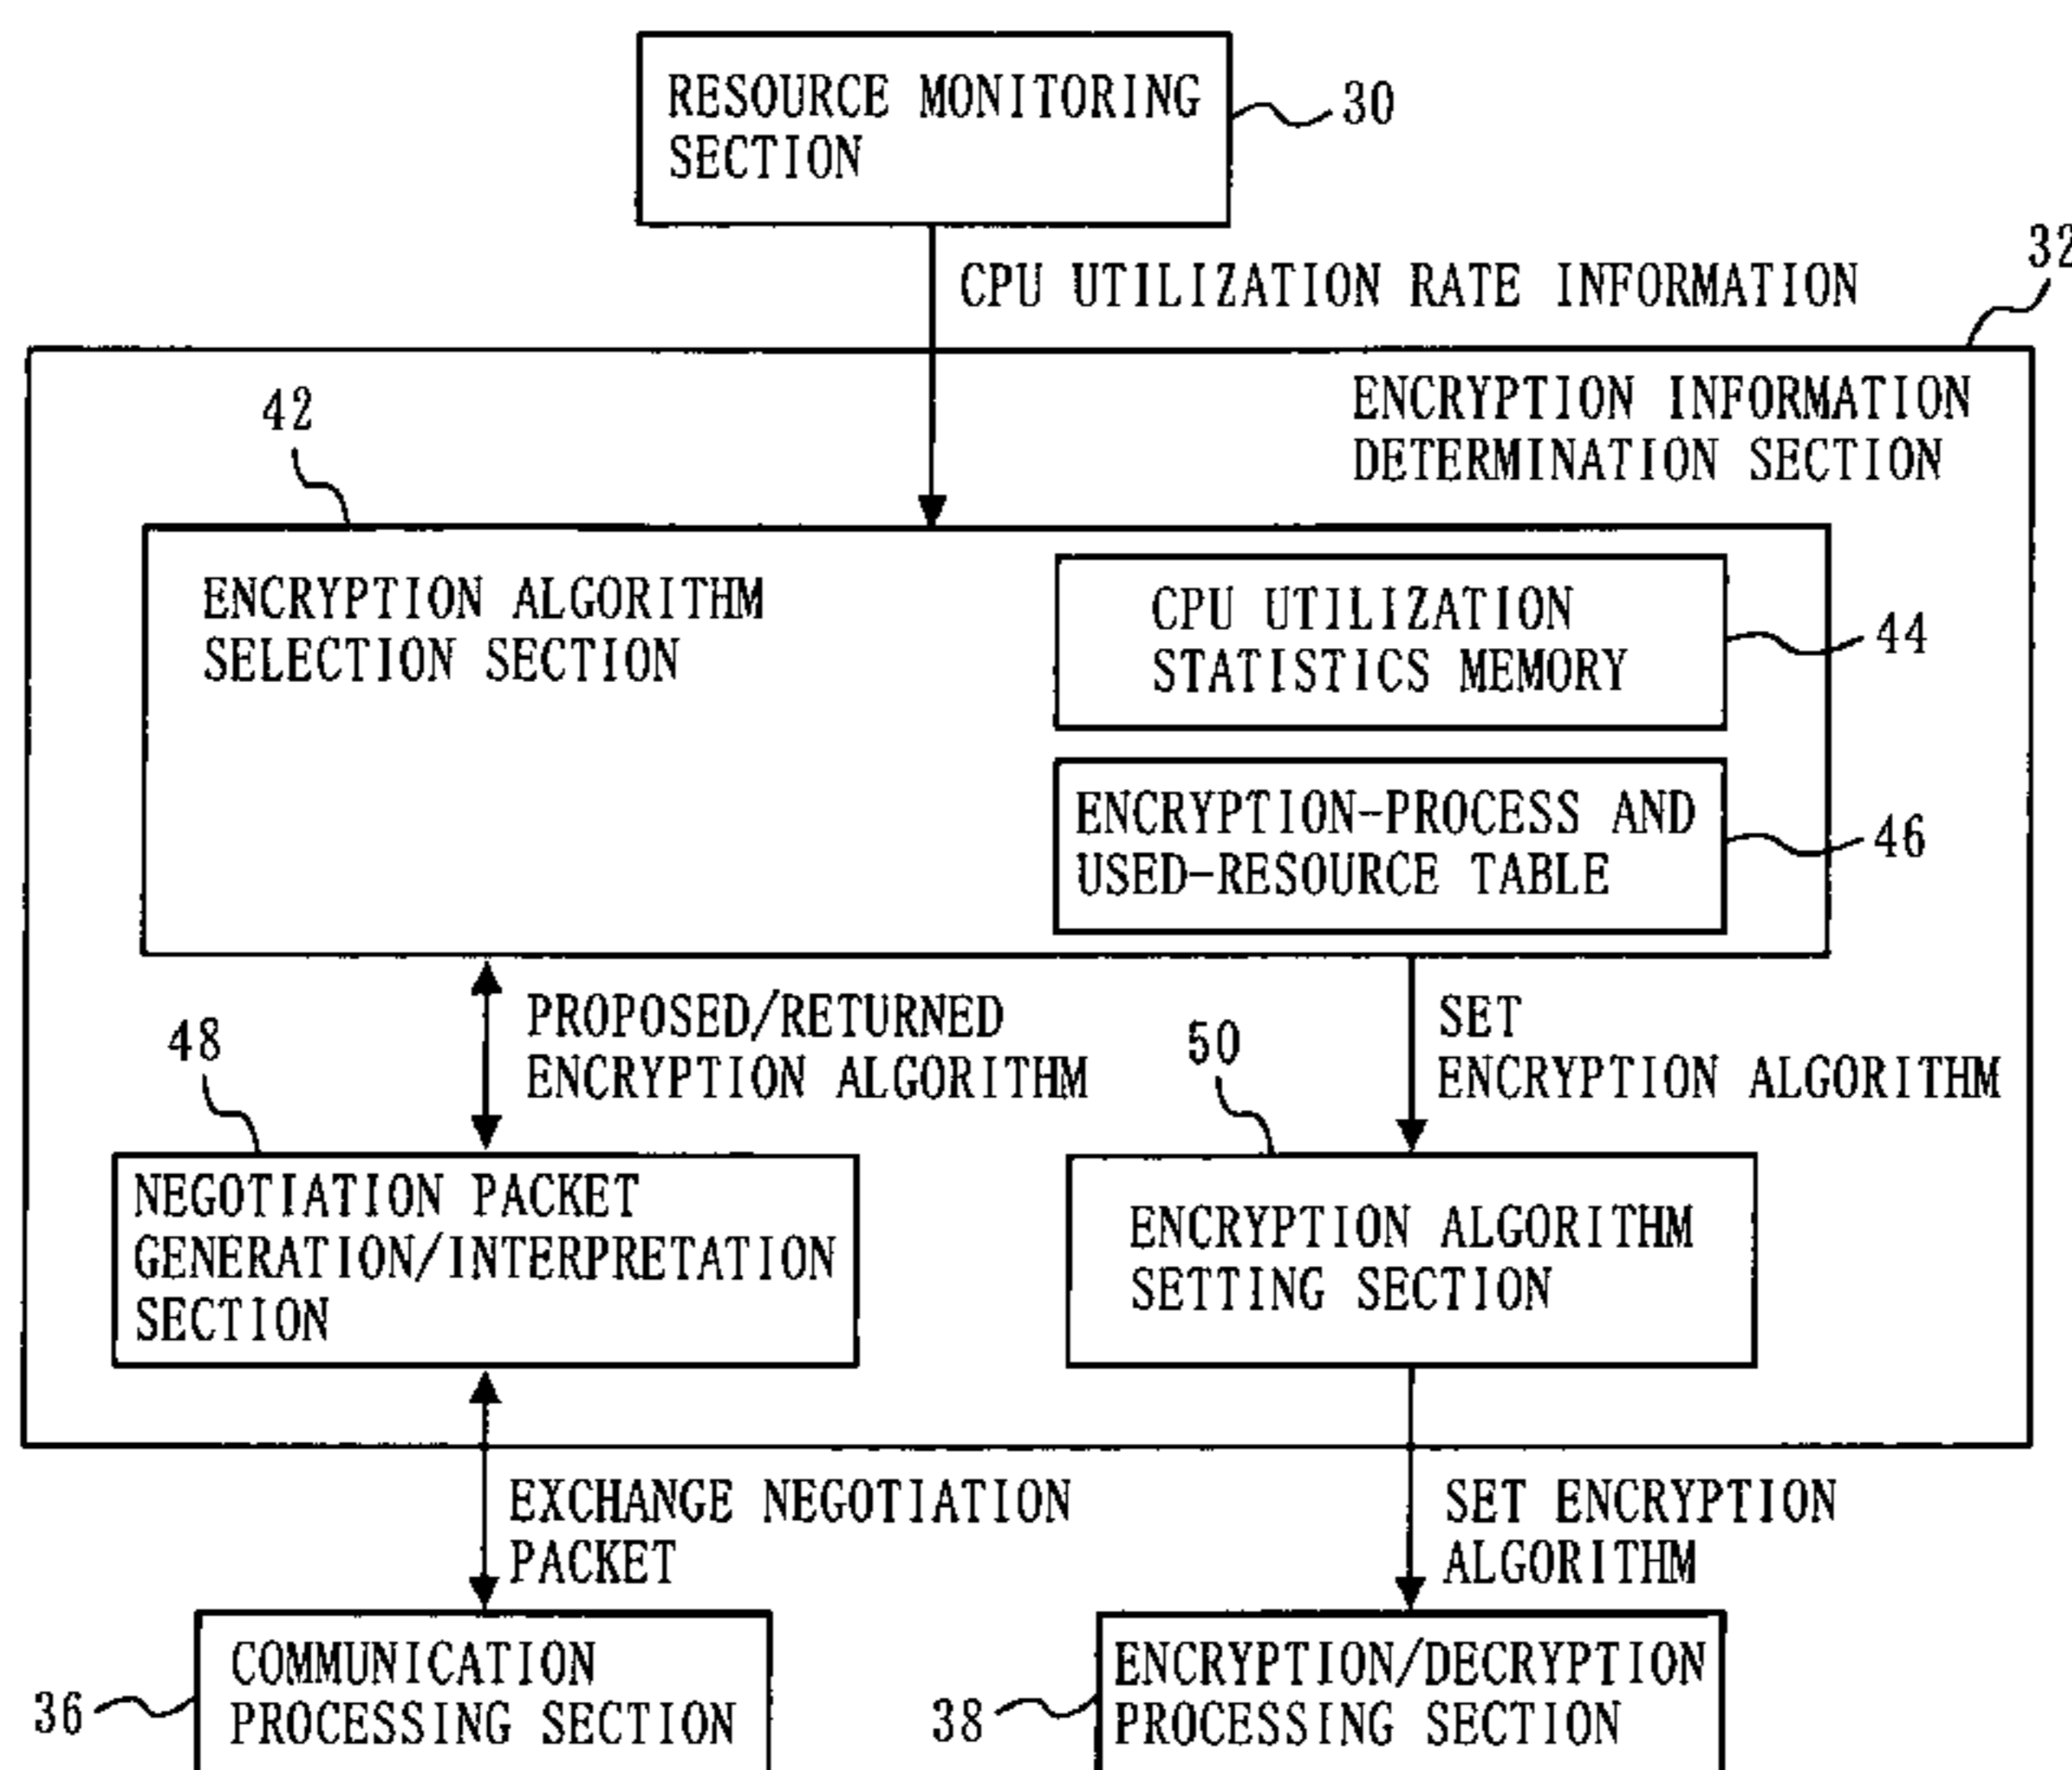 RESOURCE MONITORING
SECTION
30
CPU UTILIZATION RATE INFORMATION
32
ENCRYPTION INFORMATION
DETERMINATION SECTION
42
ENCRYPTION ALGORITHM
SELECTION SECTION
CPU UTILIZATION
STATISTICS MEMORY
44
ENCRYPTION-PROCESS AND
USED-RESOURCE TABLE
46
PROPOSED/RETURNED
ENCRYPTION ALGORITHM
SET
ENCRYPTION ALGORITHM
48
50
NEGOTIATION PACKET
GENERATION/INTERPRETATION
SECTION
ENCRYPTION ALGORITHM
SETTING SECTION
EXCHANGE NEGOTIATION
PACKET
SET ENCRYPTION
ALGORITHM
COMMUNICATION
PROCESSING SECTION
36
ENCRYPTION/DECRYPTION
PROCESSING SECTION
38